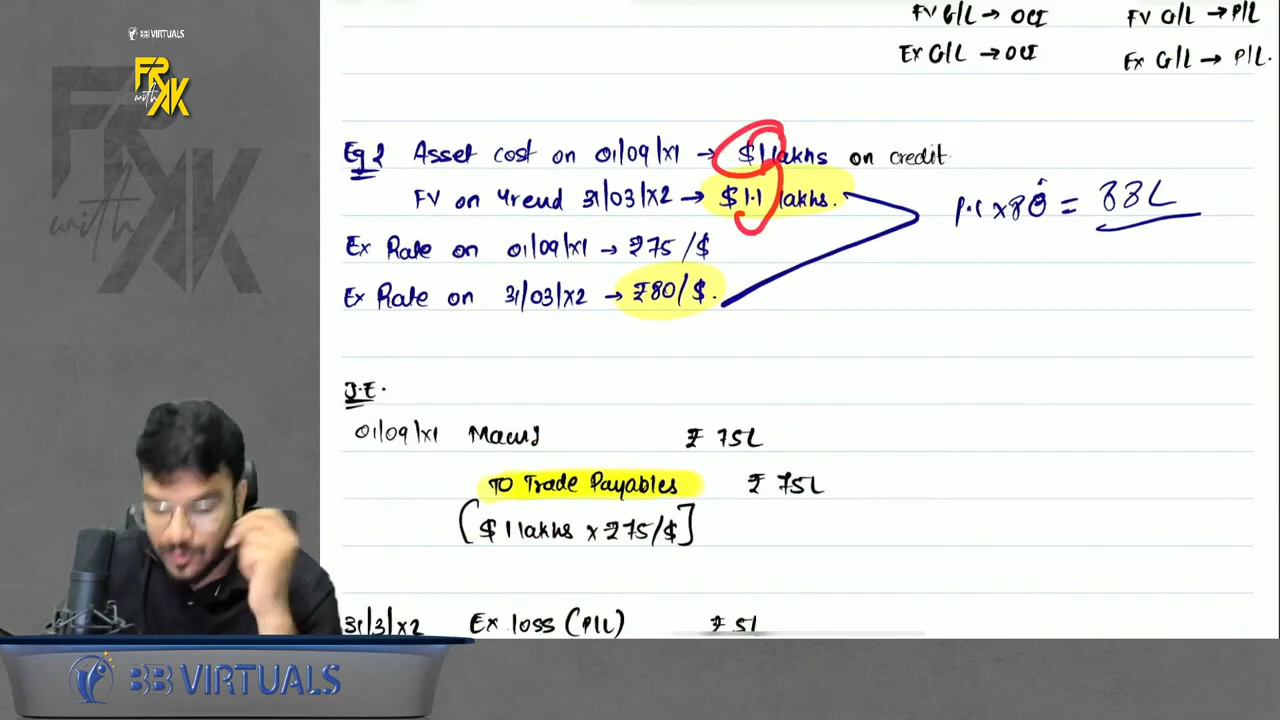 BB VIRTUALS
FR
with
AK
FR
with
AK
FV G/L → OCI FV G/L → P/L
Ex G/L → OCI Ex G/L → P/L.
Eg 2 Asset cost on 01/09/x1 → $1 lakhs on credit.
FV on Yrend 31/03/x2 → $1.1 lakhs. 1.1 x 80 = 88L
Ex Rate on 01/09/x1 → ₹75/$
Ex Rate on 31/03/x2 → ₹80/$.
J.E.
01/09/x1 ₹ 75L
To Trade Payables ₹ 75L
[$ 1 lakhs x ₹75/$]
31/3/x2 Ex loss (P/L) ₹ 5L
BB VIRTUALS